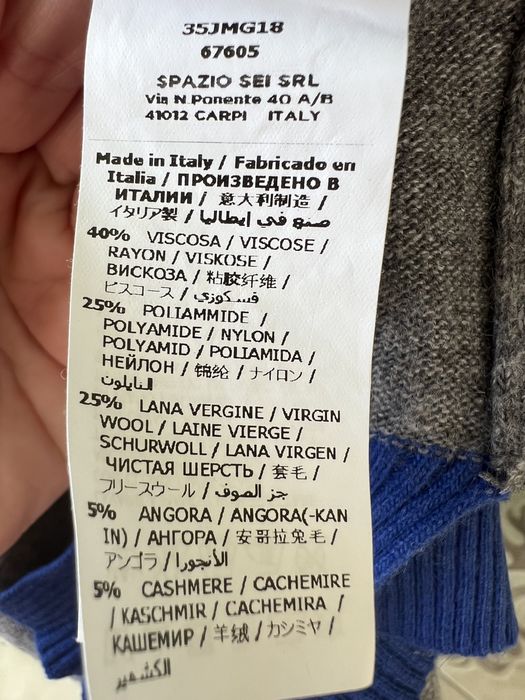 35JMG18
67605
SPAZIO SEI SRL
Via N.Ponente 40 A/B
41012 CARPI ITALY
Made in Italy / Fabricado en
Italia / ПРОИЗВЕДЕНО В
ИТАЛИИ / 意大利制造 /
イタリア製 / صنع في إيطاليا /
40% VISCOSA / VISCOSE /
RAYON / VISKOSE /
ВИСКОЗА / 粘胶纤维 /
ビスコース / فسكوزي
25% POLIAMMIDE /
POLYAMIDE / NYLON /
POLYAMID / POLIAMIDA /
НЕЙЛОН / 锦纶 / ナイロン /
النايلون
25% LANA VERGINE / VIRGIN
WOOL / LAINE VIERGE /
SCHURWOLL / LANA VIRGEN /
ЧИСТАЯ ШЕРСТЬ / 套毛 /
フリースウール / جز الصوف
5% ANGORA / ANGORA(-KAN
IN) / АНГОРА / 安哥拉兔毛 /
アンゴラ / الأنجورا
5% CASHMERE / CACHEMIRE
/ KASCHMIR / CACHEMIRA /
КАШЕМИР / 羊绒 / カシミヤ /
الكشمير